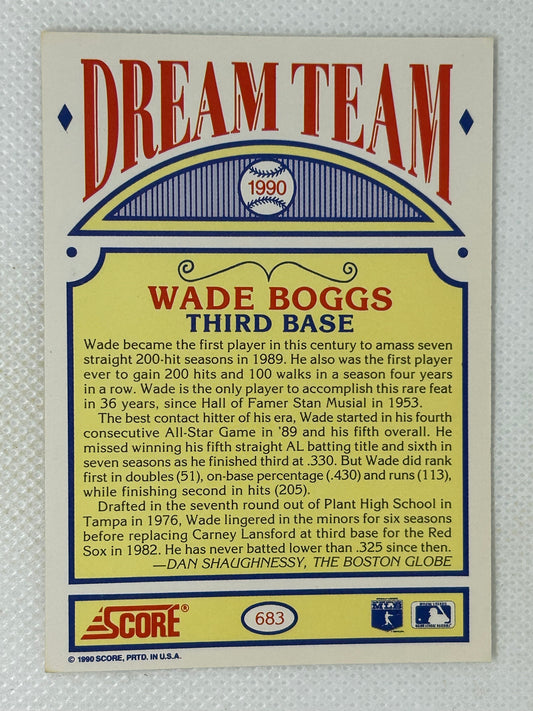 DREAM TEAM
1990
WADE BOGGS
THIRD BASE
Wade became the first player in this century to amass seven
straight 200-hit seasons in 1989. He also was the first player
ever to gain 200 hits and 100 walks in a season four years
in a row. Wade is the only player to accomplish this rare feat
in 36 years, since Hall of Famer Stan Musial in 1953.
The best contact hitter of his era, Wade started in his fourth
consecutive All-Star Game in '89 and his fifth overall. He
missed winning his fifth straight AL batting title and sixth in
seven seasons as he finished third at .330. But Wade did rank
first in doubles (51), on-base percentage (.430) and runs (113),
while finishing second in hits (205).
Drafted in the seventh round out of Plant High School in
Tampa in 1976, Wade lingered in the minors for six seasons
before replacing Carney Lansford at third base for the Red
Sox in 1982. He has never batted lower than .325 since then.
—DAN SHAUGHNESSY, THE BOSTON GLOBE
SCORE®
683
© 1990 SCORE, PRTD. IN U.S.A.